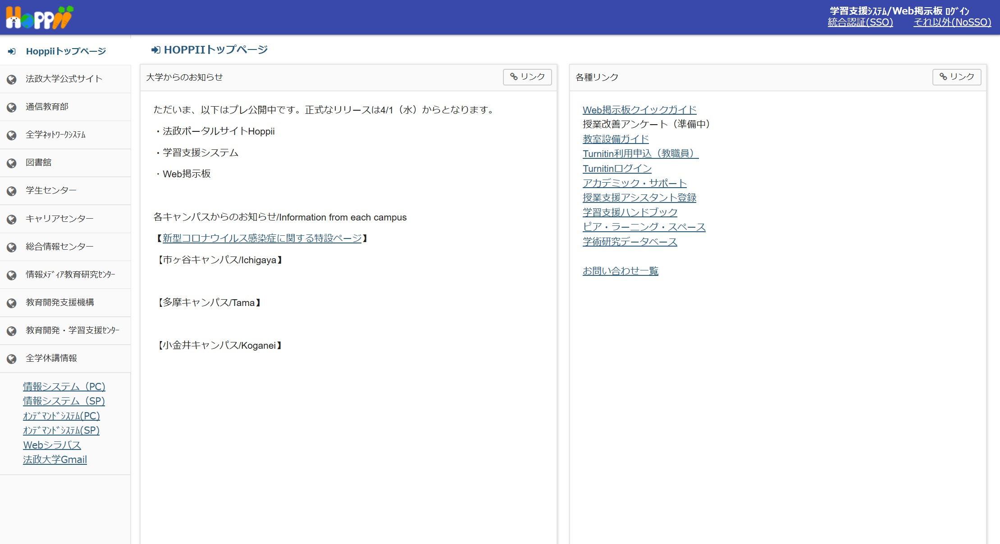 Hoppii
学習支援ｼｽﾃﾑ/Web掲示板 ﾛｸﾞｲﾝ
統合認証(SSO) それ以外(NoSSO)
Hoppiiトップページ
法政大学公式サイト
通信教育部
全学ﾈｯﾄﾜｰｸｼｽﾃﾑ
図書館
学生センター
キャリアセンター
総合情報センター
情報ﾒﾃﾞｨｱ教育研究ｾﾝﾀｰ
教育開発支援機構
教育開発・学習支援ｾﾝﾀｰ
全学休講情報
情報システム（PC)
情報システム（SP)
ｵﾝﾃﾞﾏﾝﾄﾞｼｽﾃﾑ(PC)
ｵﾝﾃﾞﾏﾝﾄﾞｼｽﾃﾑ(SP)
Webシラバス
法政大学Gmail
HOPPIIトップページ
大学からのお知らせ リンク
ただいま、以下はプレ公開中です。正式なリリースは4/1（水）からとなります。
・法政ポータルサイトHoppii
・学習支援システム
・Web掲示板
各キャンパスからのお知らせ/Information from each campus
【新型コロナウイルス感染症に関する特設ページ】
【市ヶ谷キャンパス/Ichigaya】
【多摩キャンパス/Tama】
【小金井キャンパス/Koganei】
各種リンク リンク
Web掲示板クイックガイド
授業改善アンケート（準備中）
教室設備ガイド
Turnitin利用申込（教職員）
Turnitinログイン
アカデミック・サポート
授業支援アシスタント登録
学習支援ハンドブック
ピア・ラーニング・スペース
学術研究データベース
お問い合わせ一覧